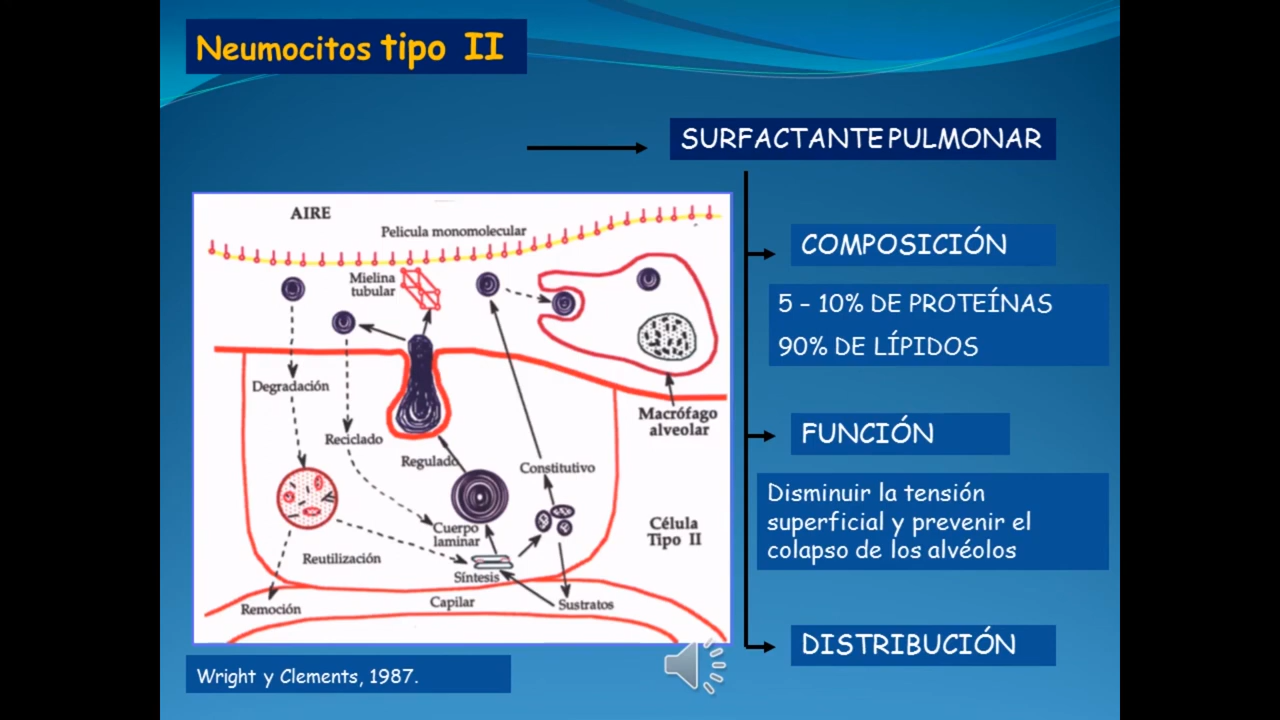 Neumocitos tipo II
SURFACTANTE PULMONAR
COMPOSICIÓN
5 – 10% DE PROTEÍNAS
90% DE LÍPIDOS
FUNCIÓN
Disminuir la tensión
superficial y prevenir el
colapso de los alvéolos
DISTRIBUCIÓN
AIRE
Pelicula monomolecular
Mielina
tubular
Degradación
Reciclado
Regulado
Constitutivo
Macrófago
alveolar
Cuerpo
laminar
Célula
Tipo II
Reutilización
Síntesis
Remoción
Capilar
Sustratos
Wright y Clements, 1987.